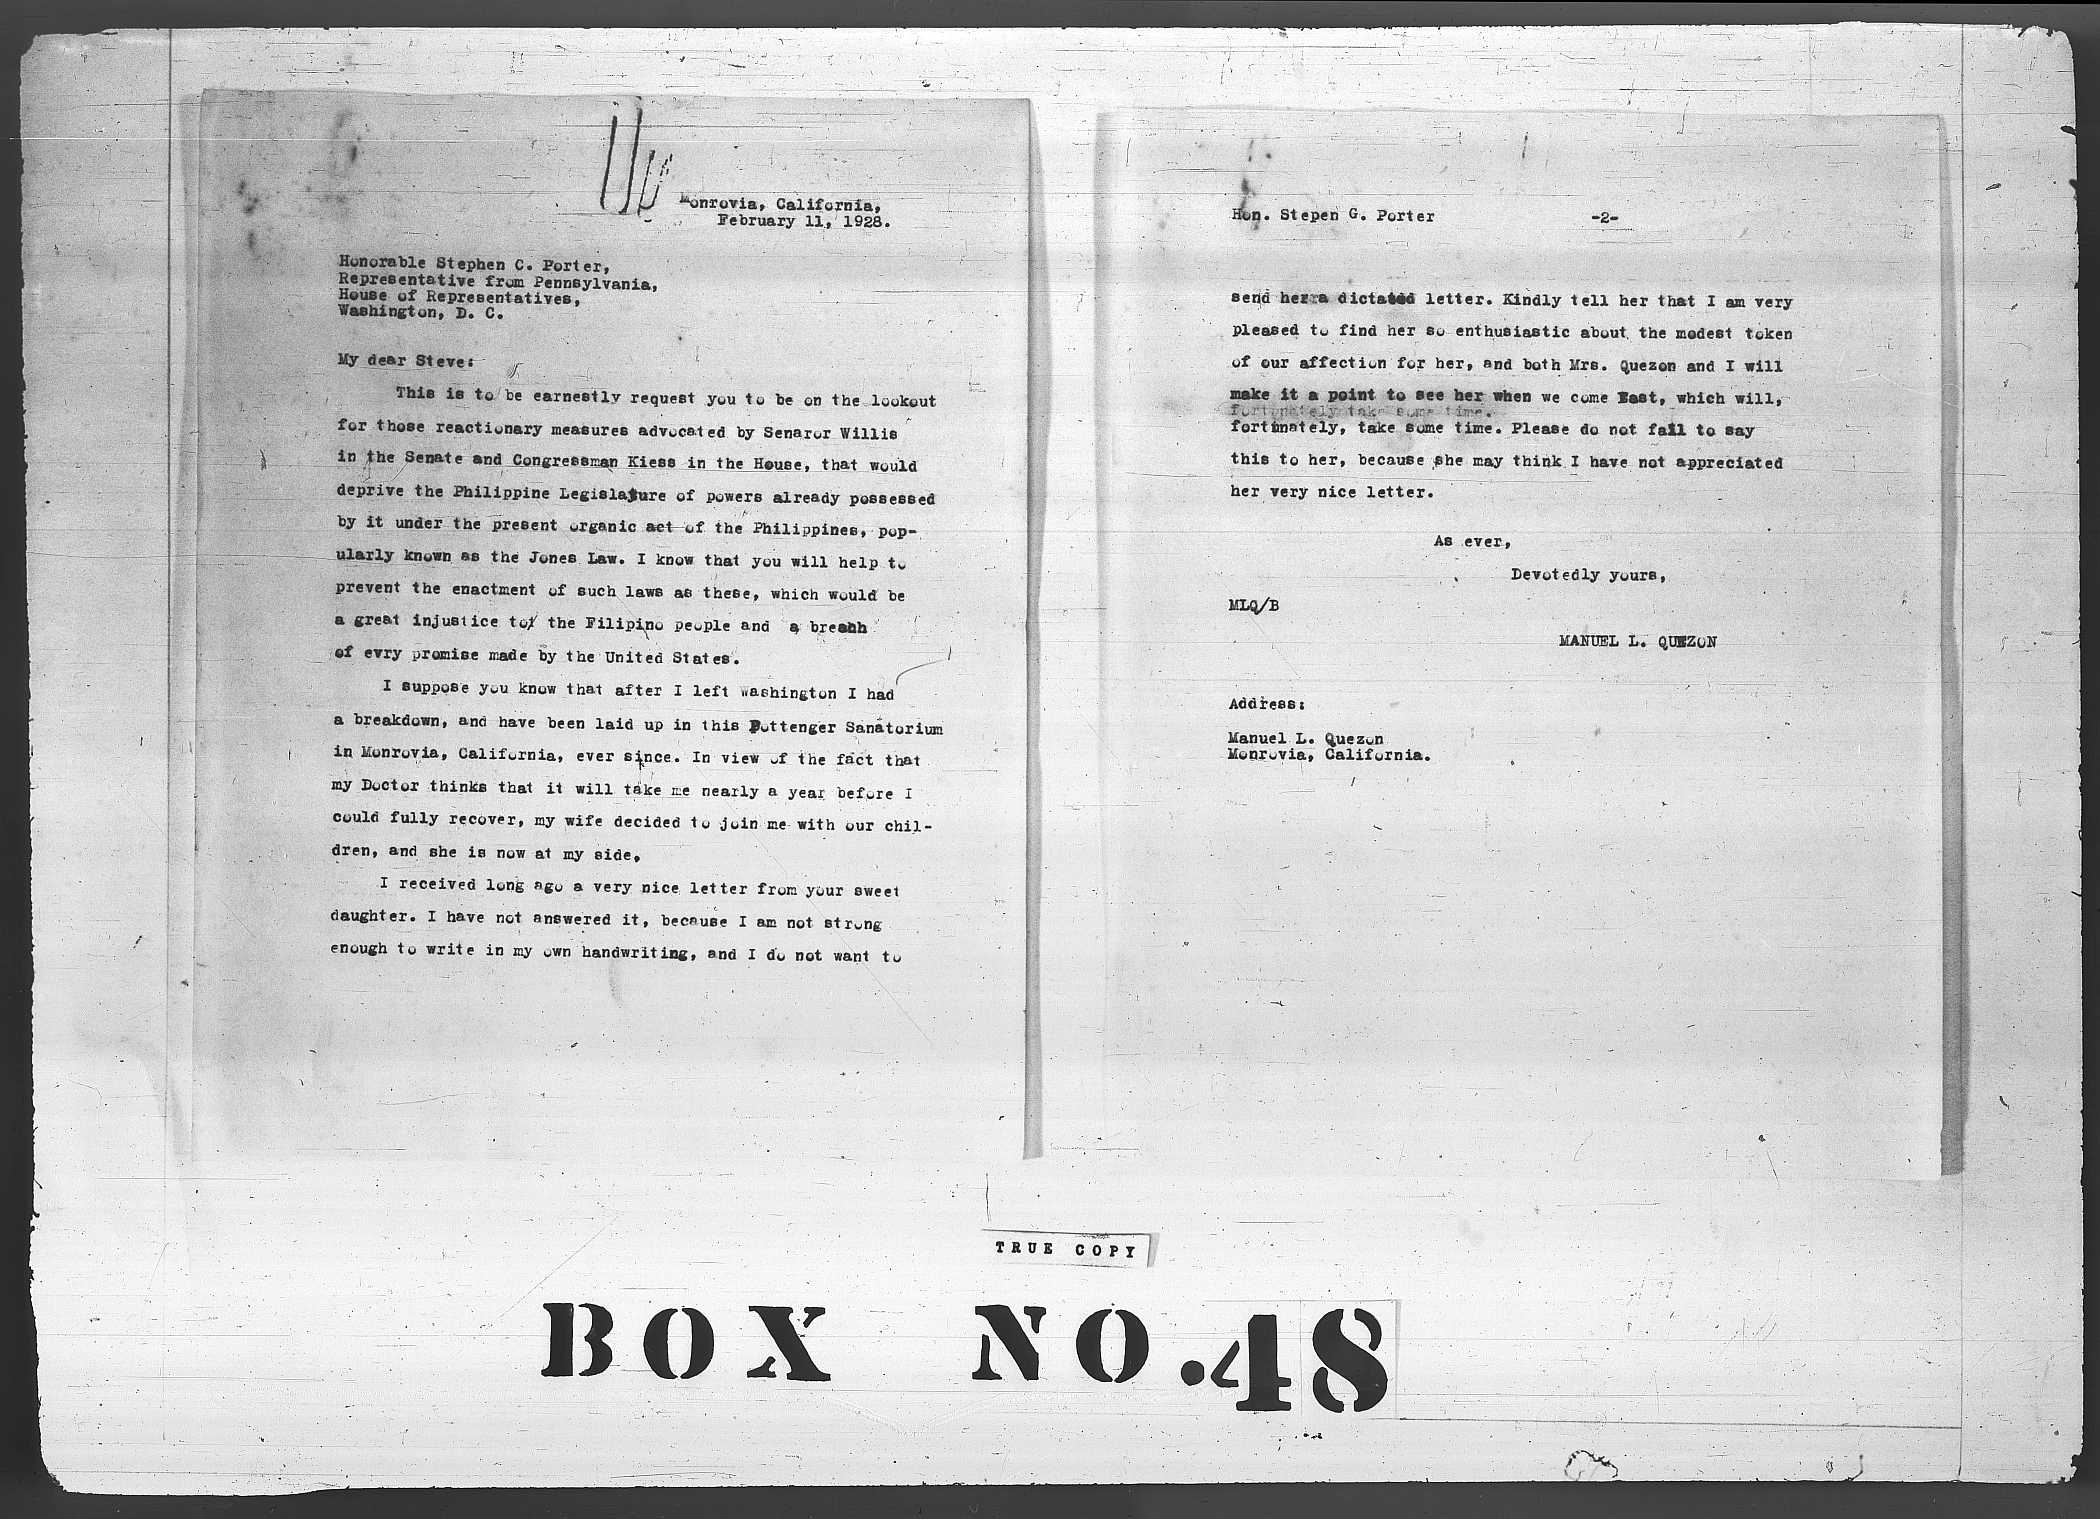 Monrovia, California,
February 11, 1928.
Honorable Stephen C. Porter,
Representative from Pennsylvania,
House of Representatives,
Washington, D. C.
My dear Steve:
This is to be earnestly request you to be on the lookout
for those reactionary measures advocated by Senaror Willis
in the Senate and Congressman Kiess in the House, that would
deprive the Philippine Legislature of powers already possessed
by it under the present organic act of the Philippines, pop-
ularly known as the Jones Law. I know that you will help to
prevent the enactment of such laws as these, which would be
a great injustice to the Filipino people and a breach
of evry promise made by the United States.
I suppose you know that after I left Washington I had
a breakdown, and have been laid up in this Pottenger Sanatorium
in Monrovia, California, ever since. In view of the fact that
my Doctor thinks that it will take me nearly a year before I
could fully recover, my wife decided to join me with our chil-
dren, and she is now at my side.
I received long ago a very nice letter from your sweet
daughter. I have not answered it, because I am not strong
enough to write in my own handwriting, and I do not want to
Hon. Stepen G. Porter -2-
send her a dictated letter. Kindly tell her that I am very
pleased to find her so enthusiastic about the modest token
of our affection for her, and both Mrs. Quezon and I will
make it a point to see her when we come East, which will,
fortunately take some time.
fortunately, take some time. Please do not fail to say
this to her, because she may think I have not appreciated
her very nice letter.
As ever,
Devotedly yours,
MLQ/B
MANUEL L. QUEZON
Address:
Manuel L. Quezon
Monrovia, California.
TRUE COPY
BOX NO.48